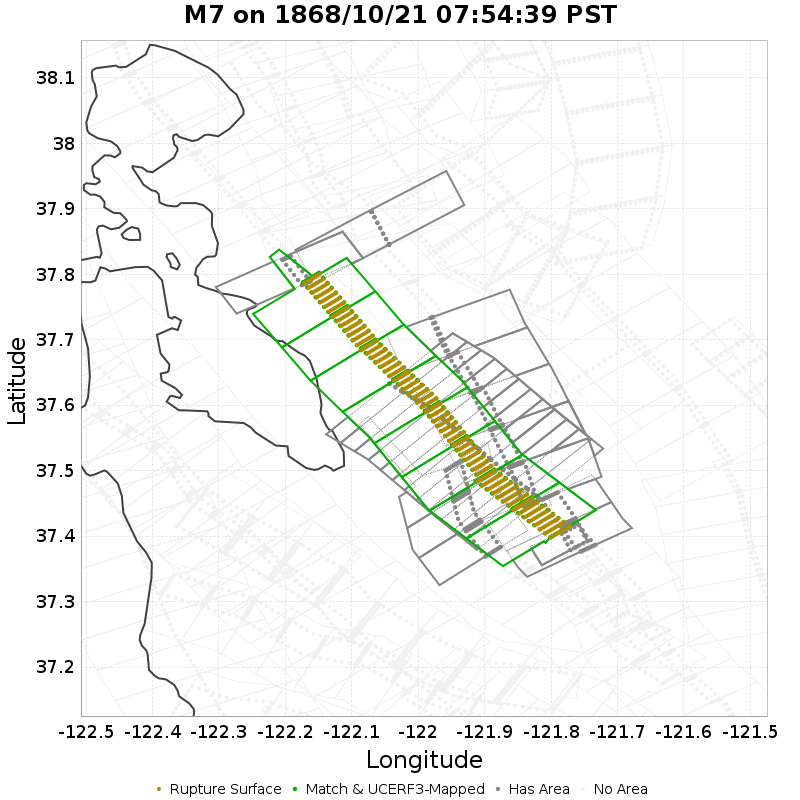 M7 on 1868/10/21 07:54:39 PST
38.1
38
37.9
37.8
37.7
37.6
37.5
37.4
37.3
37.2
Latitude
-122.5 -122.4 -122.3 -122.2 -122.1 -122 -121.9 -121.8 -121.7 -121.6 -121.5
Longitude
Rupture Surface Match & UCERF3-Mapped Has Area No Area